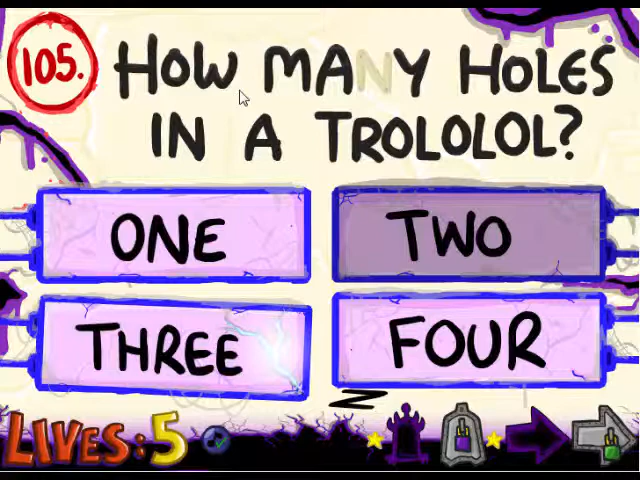 105. HOW MANY HOLES
IN A TROLOLOL?
ONE
TWO
THREE
FOUR
LIVES: 5